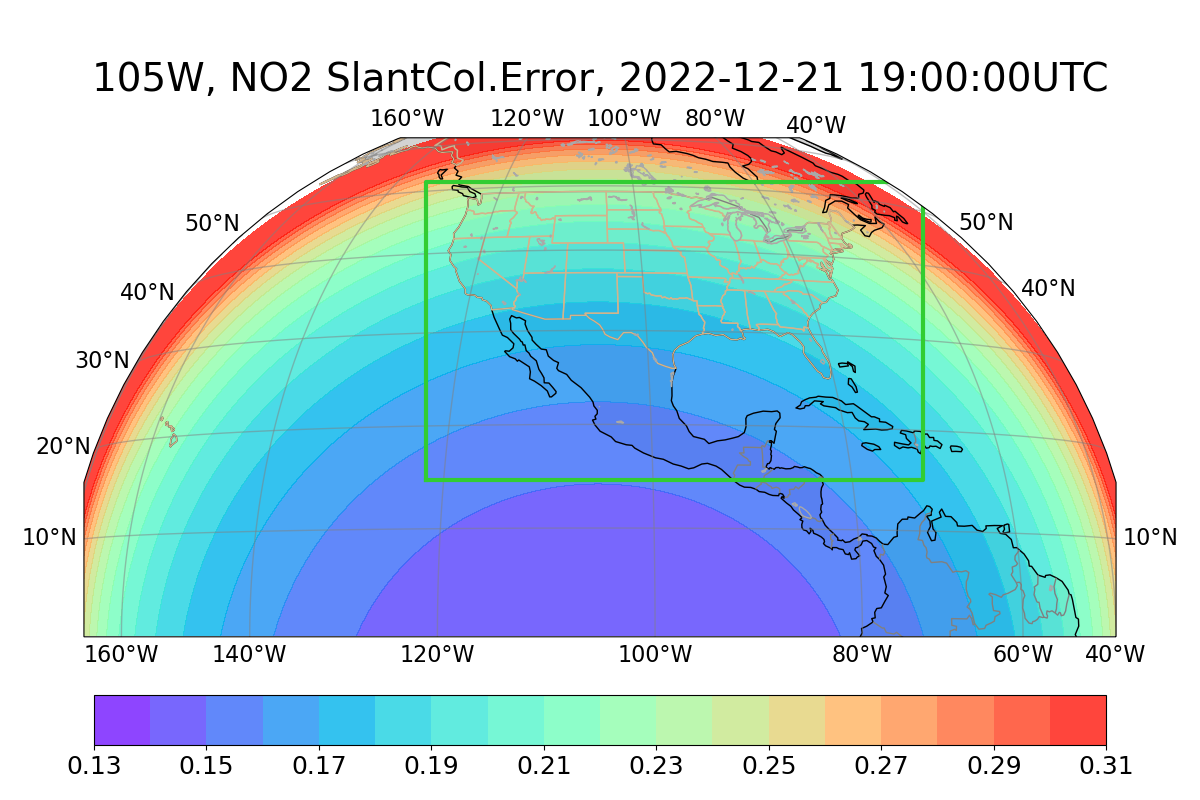 105W, NO2 SlantCol.Error, 2022-12-21 19:00:00UTC
160°W 120°W 100°W 80°W 40°W
50°N 50°N
40°N 40°N
30°N
20°N
10°N 10°N
160°W 140°W 120°W 100°W 80°W 60°W 40°W
0.13 0.15 0.17 0.19 0.21 0.23 0.25 0.27 0.29 0.31